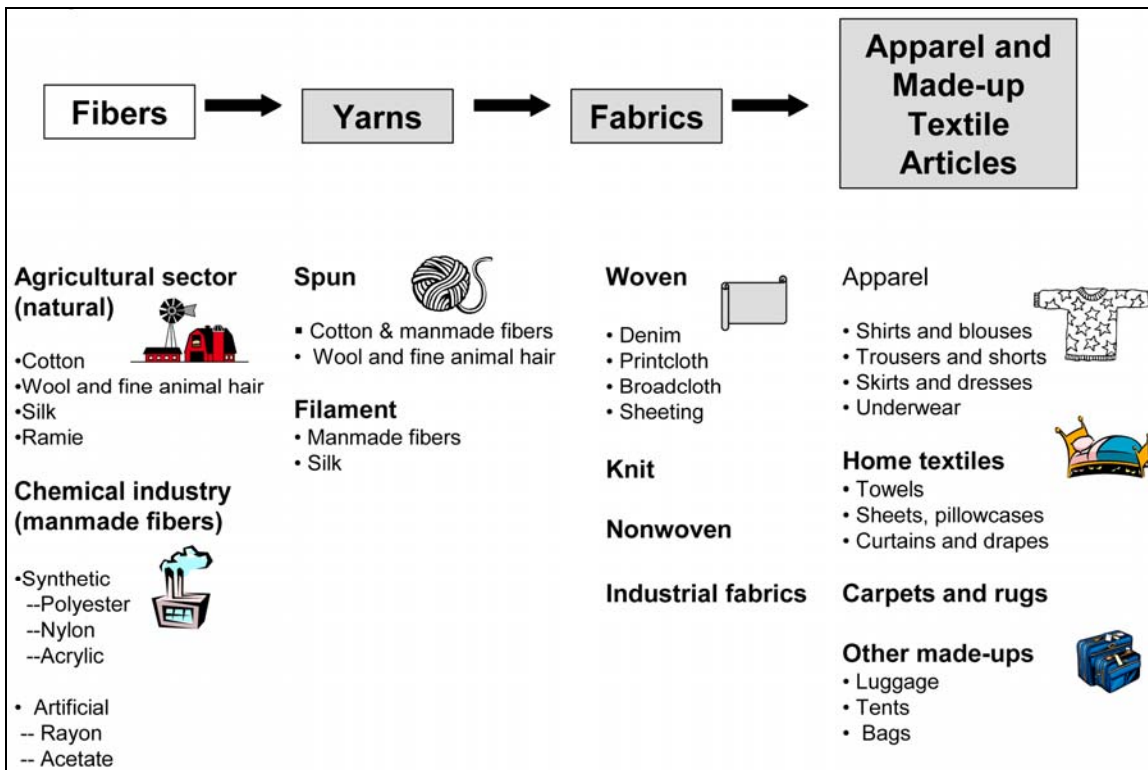 Fibers
Yarns
Fabrics
Apparel and
Made-up
Textile
Articles
Agricultural sector
(natural)
•Cotton
•Wool and fine animal hair
•Silk
•Ramie
Chemical industry
(manmade fibers)
•Synthetic
--Polyester
--Nylon
-- Acrylic
• Artificial
-- Rayon
-- Acetate
Spun
▪ Cotton & manmade fibers
• Wool and fine animal hair
Filament
• Manmade fibers
• Silk
Woven
• Denim
• Printcloth
• Broadcloth
• Sheeting
Knit
Nonwoven
Industrial fabrics
Apparel
• Shirts and blouses
• Trousers and shorts
• Skirts and dresses
• Underwear
Home textiles
• Towels
• Sheets, pillowcases
• Curtains and drapes
Carpets and rugs
Other made-ups
• Luggage
• Tents
• Bags